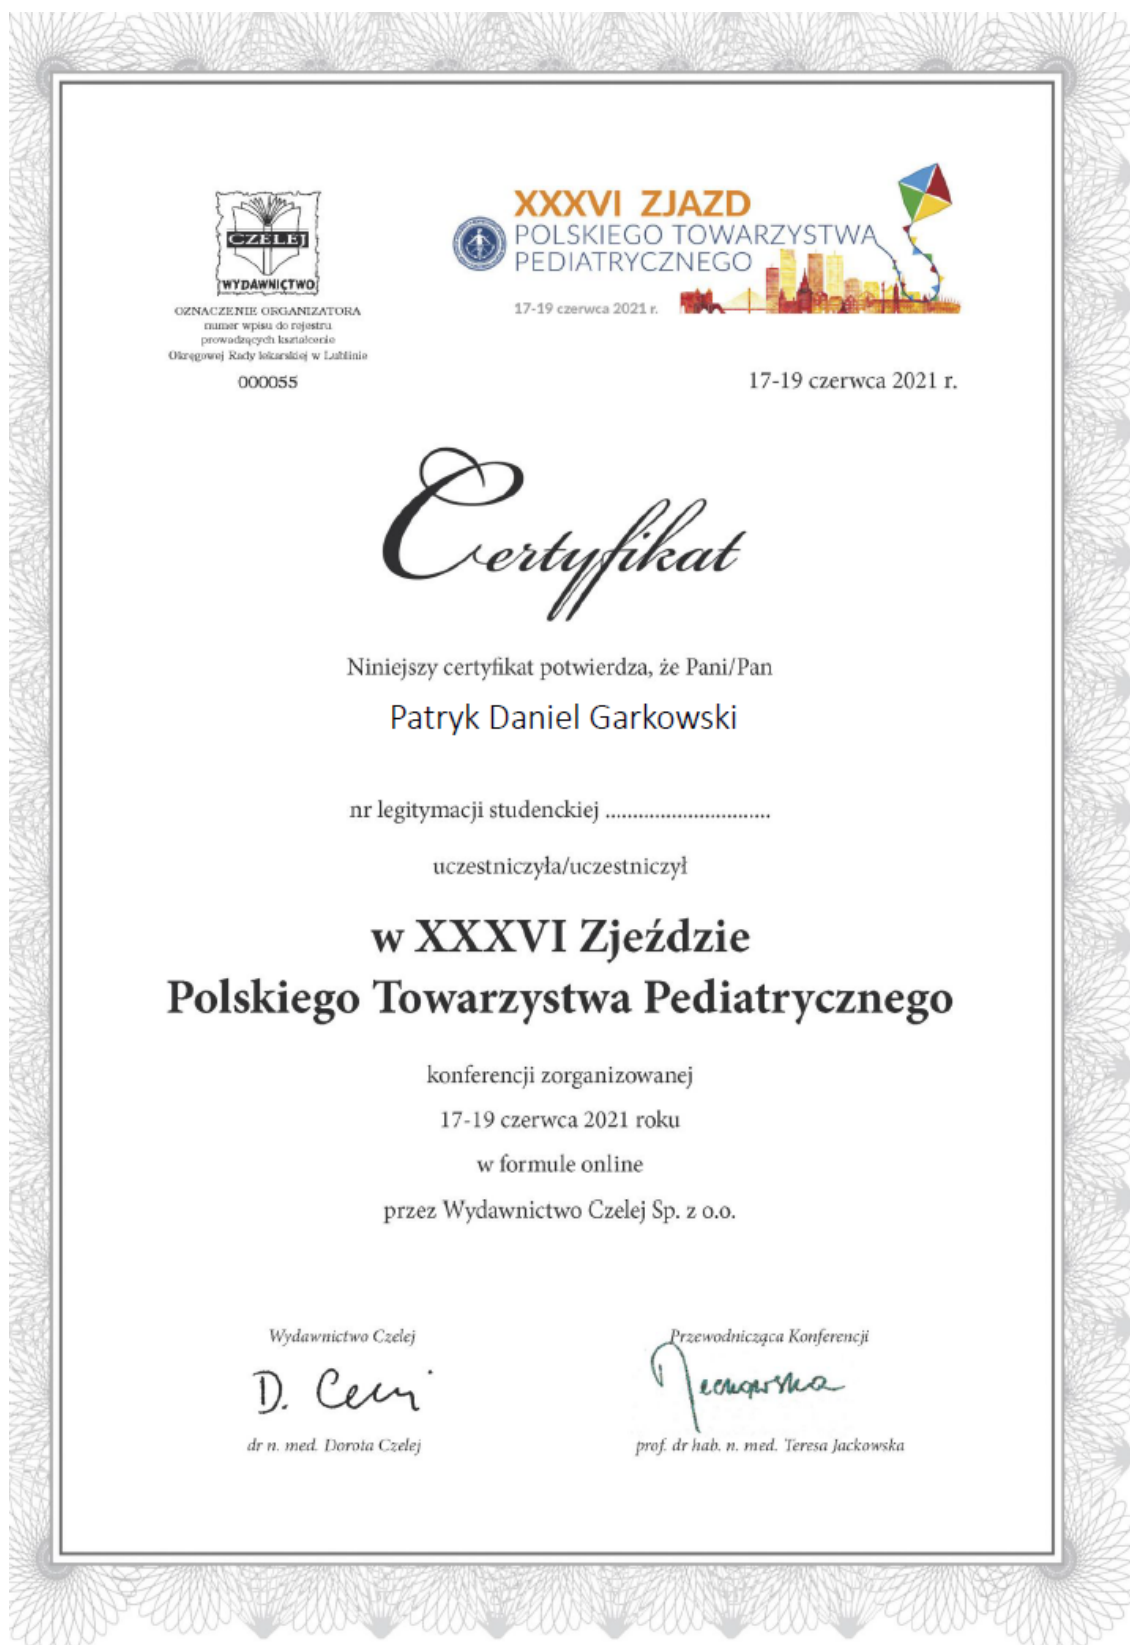 CZELEJ
WYDAWNICTWO
OZNACZENIE ORGANIZATORA
numer wpisu do rejestru
prowadzących kształcenie
Okręgowej Rady lekarskiej w Lublinie
000055
XXXVI ZJAZD
POLSKIEGO TOWARZYSTWA
PEDIATRYCZNEGO
17-19 czerwca 2021 r.
17-19 czerwca 2021 r.
Certyfikat
Niniejszy certyfikat potwierdza, że Pani/Pan
Patryk Daniel Garkowski
nr legitymacji studenckiej ..............................
uczestniczyła/uczestniczył
w XXXVI Zjeździe
Polskiego Towarzystwa Pediatrycznego
konferencji zorganizowanej
17-19 czerwca 2021 roku
w formule online
przez Wydawnictwo Czelej Sp. z o.o.
Wydawnictwo Czelej
D. Czelej
dr n. med. Dorota Czelej
Przewodnicząca Konferencji
Jackowska
prof. dr hab. n. med. Teresa Jackowska